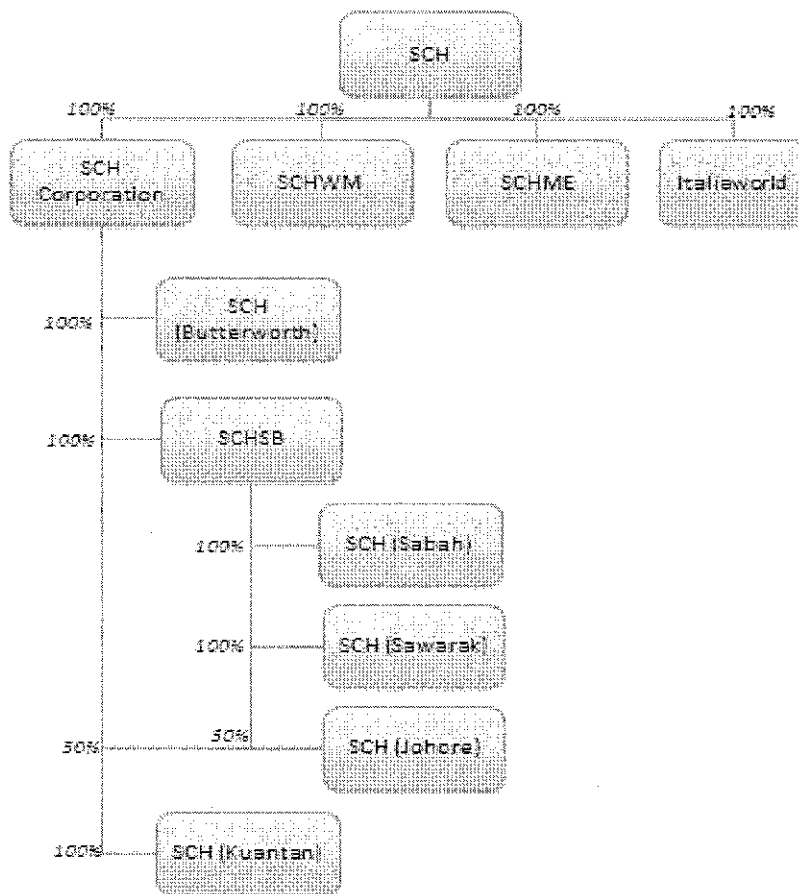 SCH
100% 100% 100% 100%
SCH
Corporation
SCHWM
SCHME
Italiaworld
100%
SCH
(Butterworth)
100%
SCHSB
100%
SCH (Sabah)
100%
SCH (Sawarak)
50%
50%
SCH (Johore)
100%
SCH (Kuantan)